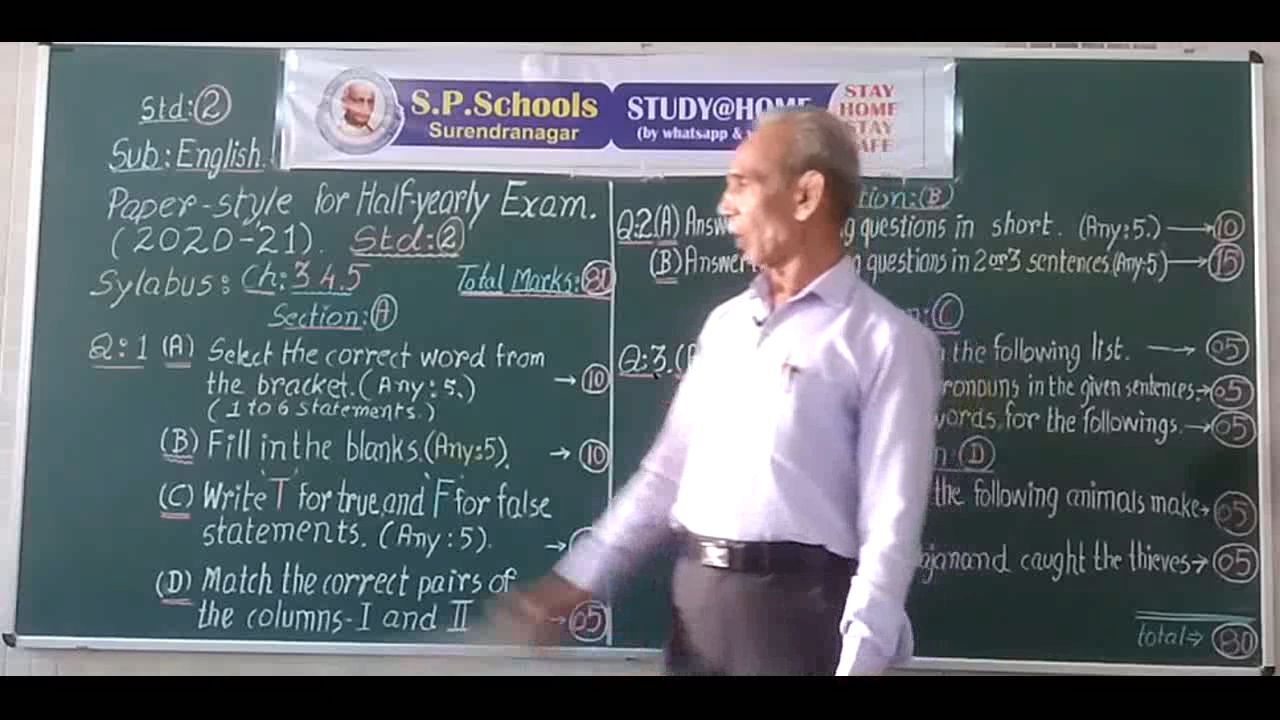 S.P.Schools
Surendranagar
STUDY@HOME
(by whatsapp &
STAY
HOME
STAY
Std: 2
Sub: English.
Paper-style for Half-yearly Exam.
(2020-21). Std: 2
Sylabus: Ch: 3 4.5 Total Marks: 80
Section: A
Q: 1 (A) Select the correct word from
the bracket. (Any: 5.) → 10
(1 to 6 statements.)
(B) Fill in the blanks. (Any: 5). → 10
(C) Write 'T' for true, and 'F' for false
statements. (Any: 5). →
(D) Match the correct pairs of
the columns - I and II → 05
B
Q.2 (A) questions in short. (Any: 5.) → 10
(B) questions in 2 or 3 sentences. (Any: 5) → 15
C
Q:3. the following list. → 05
in the given sentences. → 05
words, for the followings. → 05
D
the following animals make → 05
caught the thieves → 05
total → 80